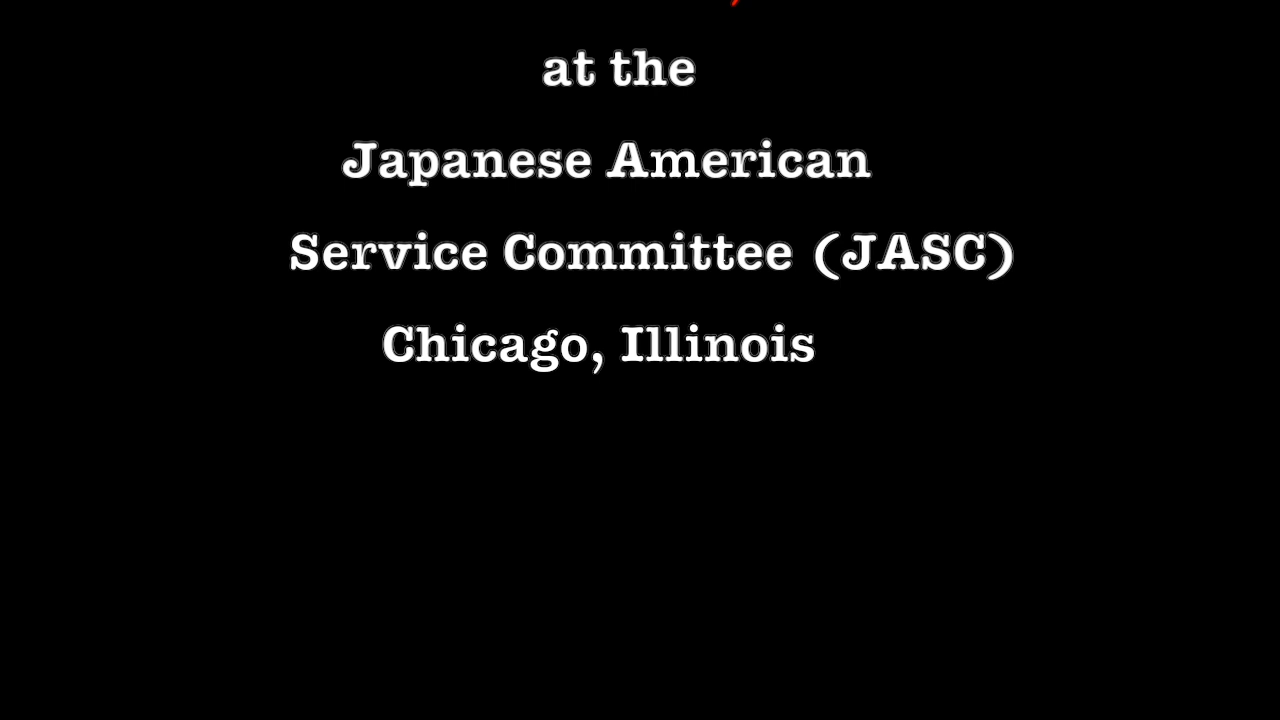 at the
Japanese American
Service Committee (JASC)
Chicago, Illinois